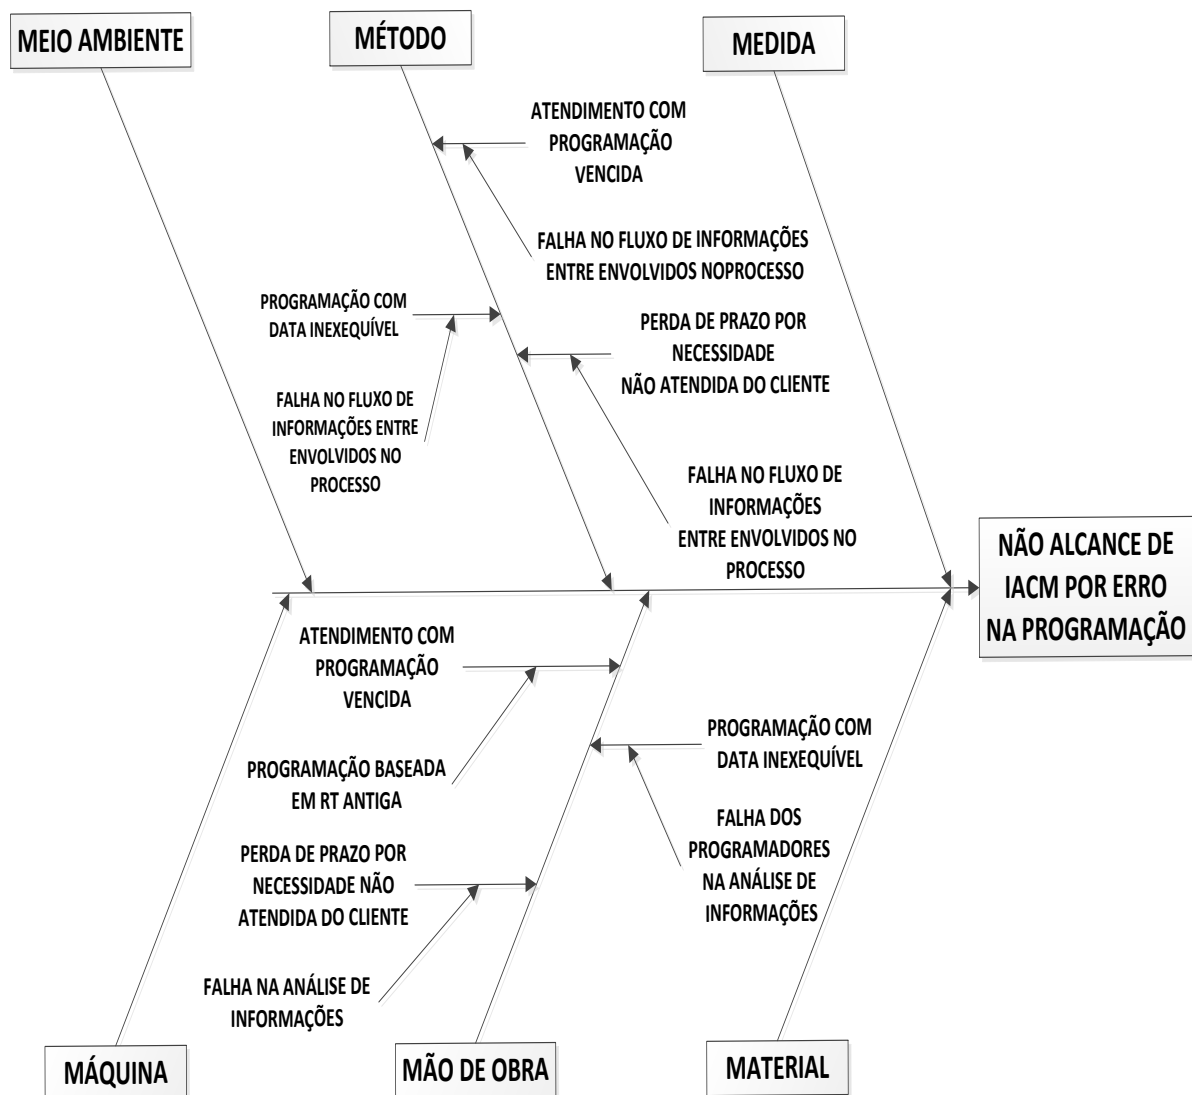 MEIO AMBIENTE
MÉTODO
MEDIDA
ATENDIMENTO COM
PROGRAMAÇÃO
VENCIDA
FALHA NO FLUXO DE INFORMAÇÕES
ENTRE ENVOLVIDOS NOPROCESSO
PROGRAMAÇÃO COM
DATA INEXEQUÍVEL
PERDA DE PRAZO POR
NECESSIDADE
NÃO ATENDIDA DO CLIENTE
FALHA NO FLUXO DE
INFORMAÇÕES ENTRE
ENVOLVIDOS NO
PROCESSO
FALHA NO FLUXO DE
INFORMAÇÕES
ENTRE ENVOLVIDOS NO
PROCESSO
NÃO ALCANCE DE
IACM POR ERRO
NA PROGRAMAÇÃO
ATENDIMENTO COM
PROGRAMAÇÃO
VENCIDA
PROGRAMAÇÃO COM
DATA INEXEQUÍVEL
PROGRAMAÇÃO BASEADA
EM RT ANTIGA
FALHA DOS
PROGRAMADORES
NA ANÁLISE DE
INFORMAÇÕES
PERDA DE PRAZO POR
NECESSIDADE NÃO
ATENDIDA DO CLIENTE
FALHA NA ANÁLISE DE
INFORMAÇÕES
MÁQUINA
MÃO DE OBRA
MATERIAL